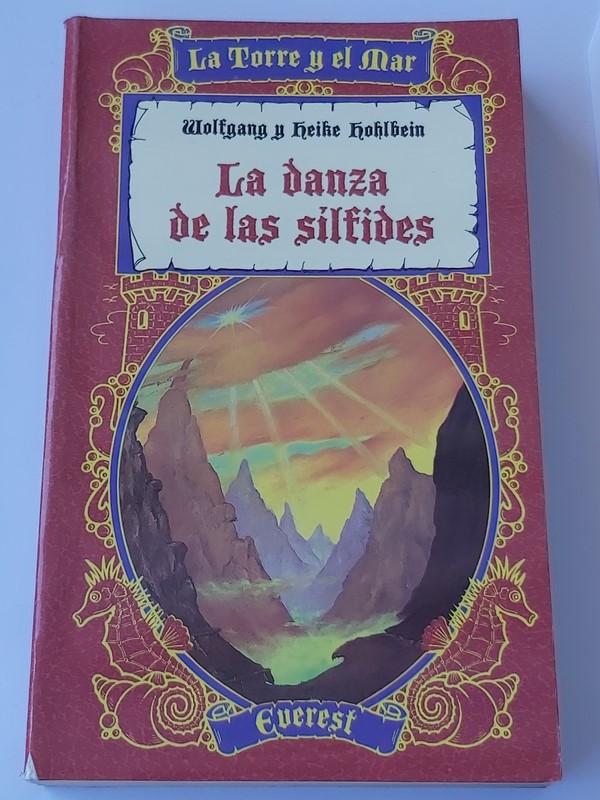 La Torre y el Mar
Wolfgang y Heike Hohlbein
La danza
de las sílfides
Everest